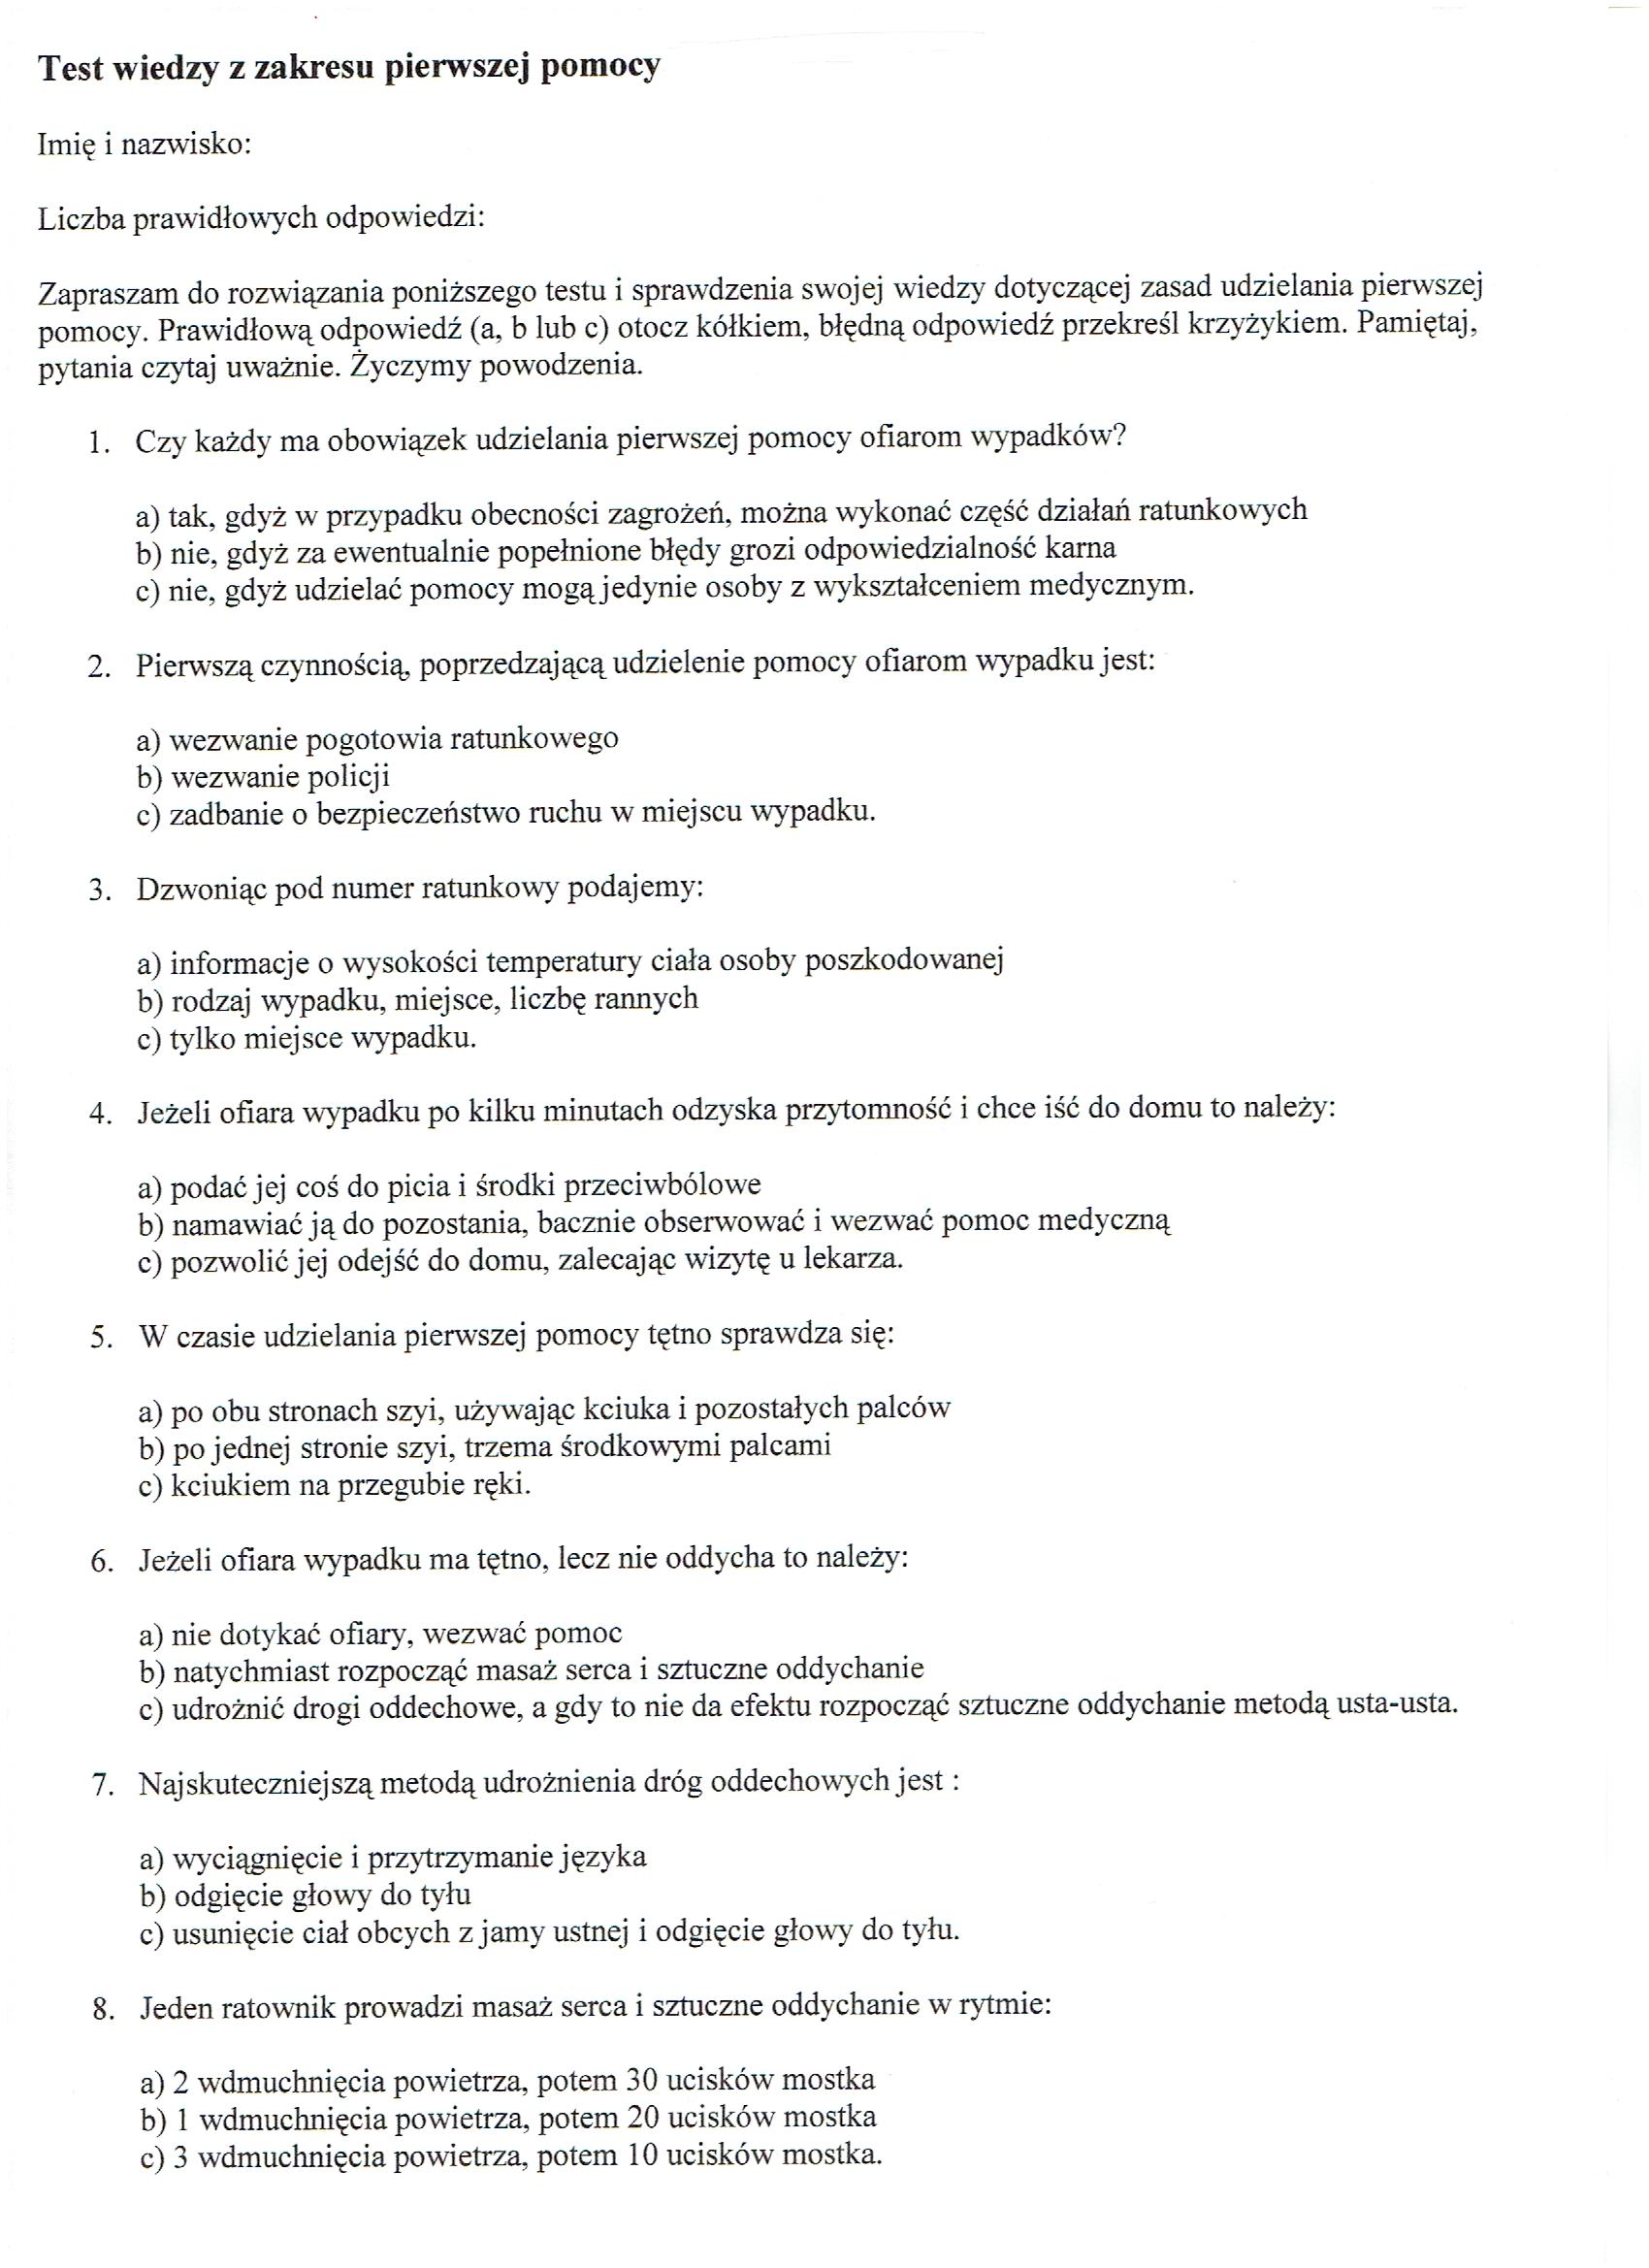 Test wiedzy z zakresu pierwszej pomocy
Imię i nazwisko:
Liczba prawidłowych odpowiedzi:
Zapraszam do rozwiązania poniższego testu i sprawdzenia swojej wiedzy dotyczącej zasad udzielania pierwszej
pomocy. Prawidłową odpowiedź (a, b lub c) otocz kółkiem, błędną odpowiedź przekreśl krzyżykiem. Pamiętaj,
pytania czytaj uważnie. Życzymy powodzenia.
1. Czy każdy ma obowiązek udzielania pierwszej pomocy ofiarom wypadków?
a) tak, gdyż w przypadku obecności zagrożeń, można wykonać część działań ratunkowych
b) nie, gdyż za ewentualnie popełnione błędy grozi odpowiedzialność karna
c) nie, gdyż udzielać pomocy mogą jedynie osoby z wykształceniem medycznym.
2. Pierwszą czynnością, poprzedzającą udzielenie pomocy ofiarom wypadku jest:
a) wezwanie pogotowia ratunkowego
b) wezwanie policji
c) zadbanie o bezpieczeństwo ruchu w miejscu wypadku.
3. Dzwoniąc pod numer ratunkowy podajemy:
a) informacje o wysokości temperatury ciała osoby poszkodowanej
b) rodzaj wypadku, miejsce, liczbę rannych
c) tylko miejsce wypadku.
4. Jeżeli ofiara wypadku po kilku minutach odzyska przytomność i chce iść do domu to należy:
a) podać jej coś do picia i środki przeciwbólowe
b) namawiać ją do pozostania, bacznie obserwować i wezwać pomoc medyczną
c) pozwolić jej odejść do domu, zalecając wizytę u lekarza.
5. W czasie udzielania pierwszej pomocy tętno sprawdza się:
a) po obu stronach szyi, używając kciuka i pozostałych palców
b) po jednej stronie szyi, trzema środkowymi palcami
c) kciukiem na przegubie ręki.
6. Jeżeli ofiara wypadku ma tętno, lecz nie oddycha to należy:
a) nie dotykać ofiary, wezwać pomoc
b) natychmiast rozpocząć masaż serca i sztuczne oddychanie
c) udrożnić drogi oddechowe, a gdy to nie da efektu rozpocząć sztuczne oddychanie metodą usta-usta.
7. Najskuteczniejszą metodą udrożnienia dróg oddechowych jest :
a) wyciągnięcie i przytrzymanie języka
b) odgięcie głowy do tyłu
c) usunięcie ciał obcych z jamy ustnej i odgięcie głowy do tyłu.
8. Jeden ratownik prowadzi masaż serca i sztuczne oddychanie w rytmie:
a) 2 wdmuchnięcia powietrza, potem 30 ucisków mostka
b) 1 wdmuchnięcia powietrza, potem 20 ucisków mostka
c) 3 wdmuchnięcia powietrza, potem 10 ucisków mostka.